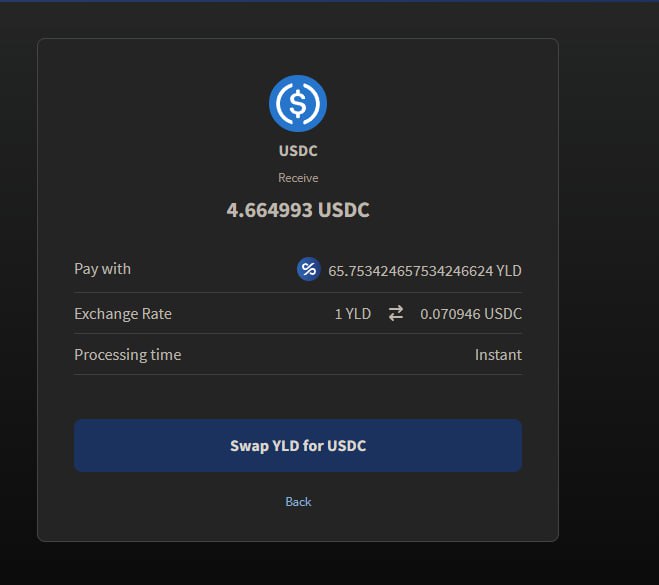 USDC
Receive
4.664993 USDC
Pay with 65.753424657534246624 YLD
Exchange Rate 1 YLD ⇄ 0.070946 USDC
Processing time Instant
Swap YLD for USDC
Back